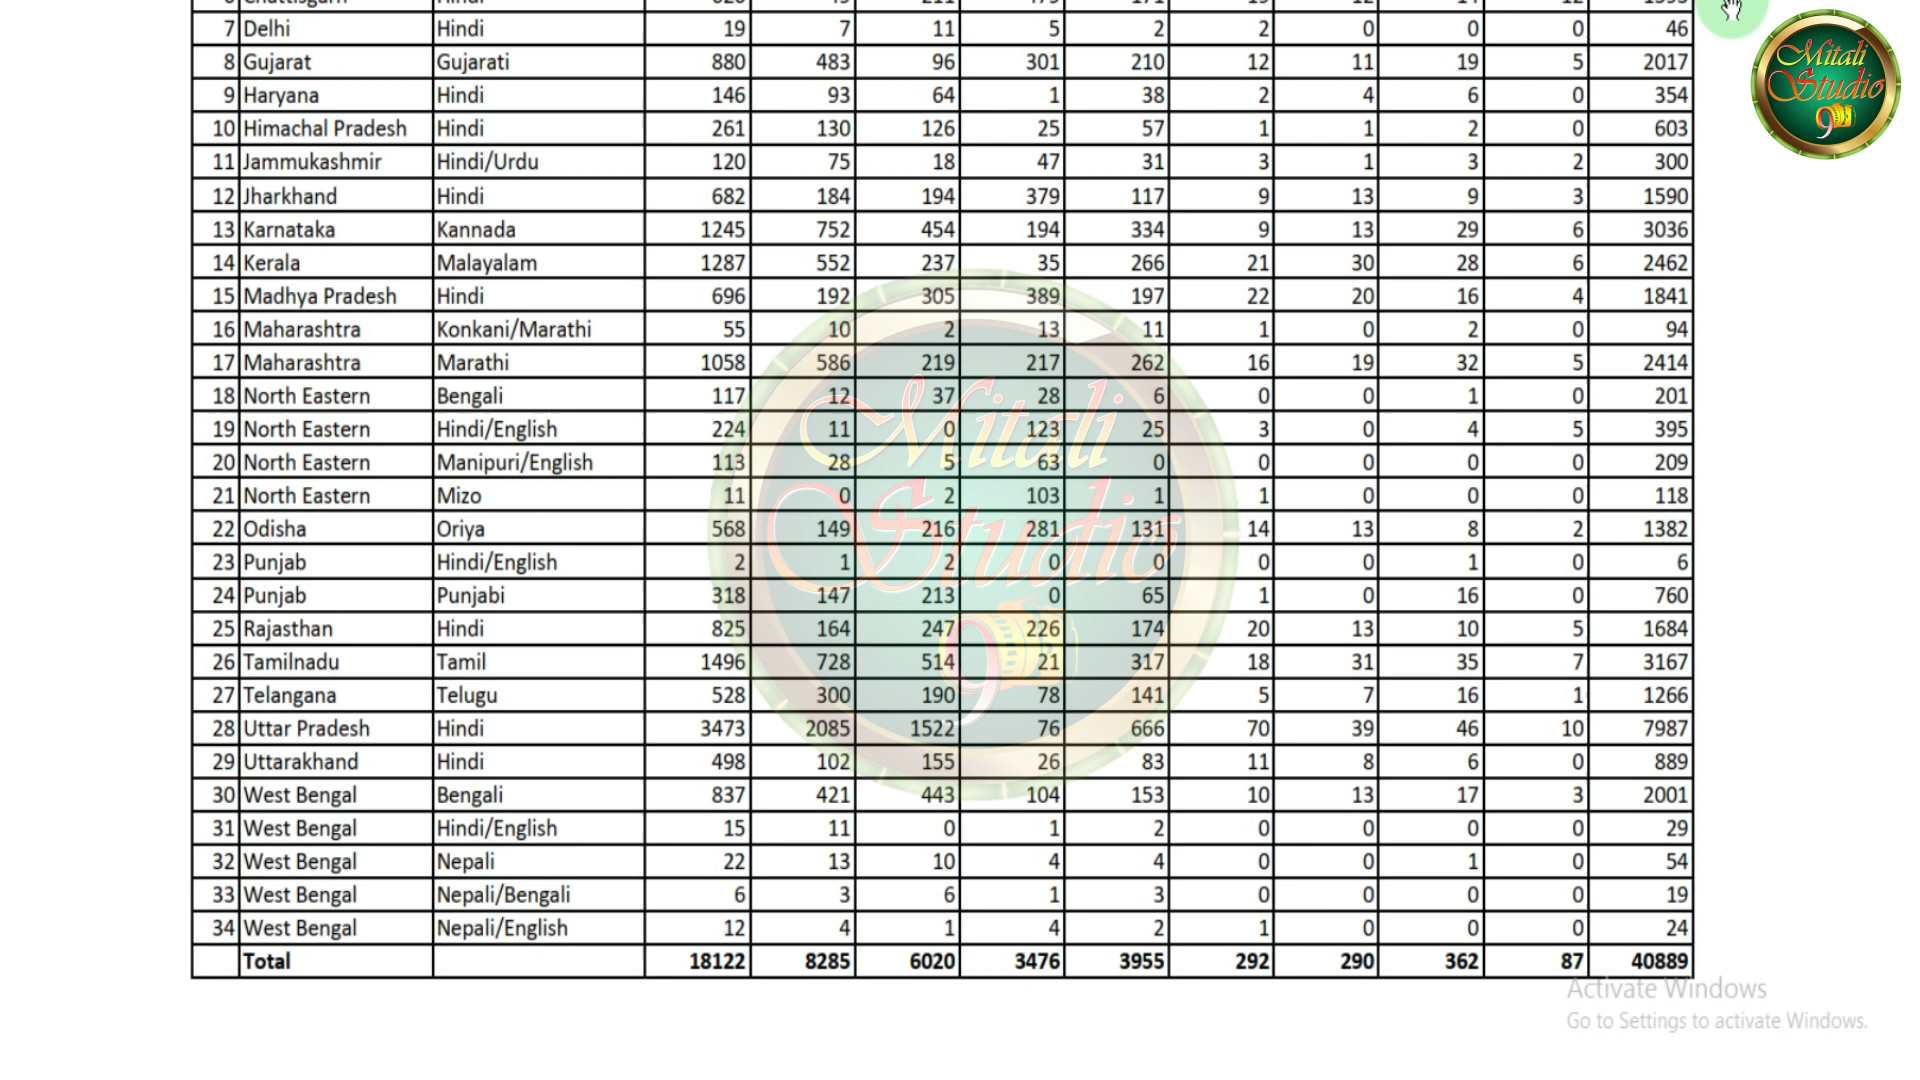 7 Delhi Hindi 19 7 11 5 2 2 0 0 0 46
8 Gujarat Gujarati 880 483 96 301 210 12 11 19 5 2017
9 Haryana Hindi 146 93 64 1 38 2 4 6 0 354
10 Himachal Pradesh Hindi 261 130 126 25 57 1 1 2 0 603
11 Jammukashmir Hindi/Urdu 120 75 18 47 31 3 1 3 2 300
12 Jharkhand Hindi 682 184 194 379 117 9 13 9 3 1590
13 Karnataka Kannada 1245 752 454 194 334 9 13 29 6 3036
14 Kerala Malayalam 1287 552 237 35 266 21 30 28 6 2462
15 Madhya Pradesh Hindi 696 192 305 389 197 22 20 16 4 1841
16 Maharashtra Konkani/Marathi 55 10 2 13 11 1 0 2 0 94
17 Maharashtra Marathi 1058 586 219 217 262 16 19 32 5 2414
18 North Eastern Bengali 117 12 37 28 6 0 0 1 0 201
19 North Eastern Hindi/English 224 11 0 123 25 3 0 4 5 395
20 North Eastern Manipuri/English 113 28 5 63 0 0 0 0 0 209
21 North Eastern Mizo 11 0 2 103 1 1 0 0 0 118
22 Odisha Oriya 568 149 216 281 131 14 13 8 2 1382
23 Punjab Hindi/English 2 1 2 0 0 0 0 1 0 6
24 Punjab Punjabi 318 147 213 0 65 1 0 16 0 760
25 Rajasthan Hindi 825 164 247 226 174 20 13 10 5 1684
26 Tamilnadu Tamil 1496 728 514 21 317 18 31 35 7 3167
27 Telangana Telugu 528 300 190 78 141 5 7 16 1 1266
28 Uttar Pradesh Hindi 3473 2085 1522 76 666 70 39 46 10 7987
29 Uttarakhand Hindi 498 102 155 26 83 11 8 6 0 889
30 West Bengal Bengali 837 421 443 104 153 10 13 17 3 2001
31 West Bengal Hindi/English 15 11 0 1 2 0 0 0 0 29
32 West Bengal Nepali 22 13 10 4 4 0 0 1 0 54
33 West Bengal Nepali/Bengali 6 3 6 1 3 0 0 0 0 19
34 West Bengal Nepali/English 12 4 1 4 2 1 0 0 0 24
Total 18122 8285 6020 3476 3955 292 290 362 87 40889
Mitali
Studio
9
Mitali
Studio
9
Activate Windows
Go to Settings to activate Windows.